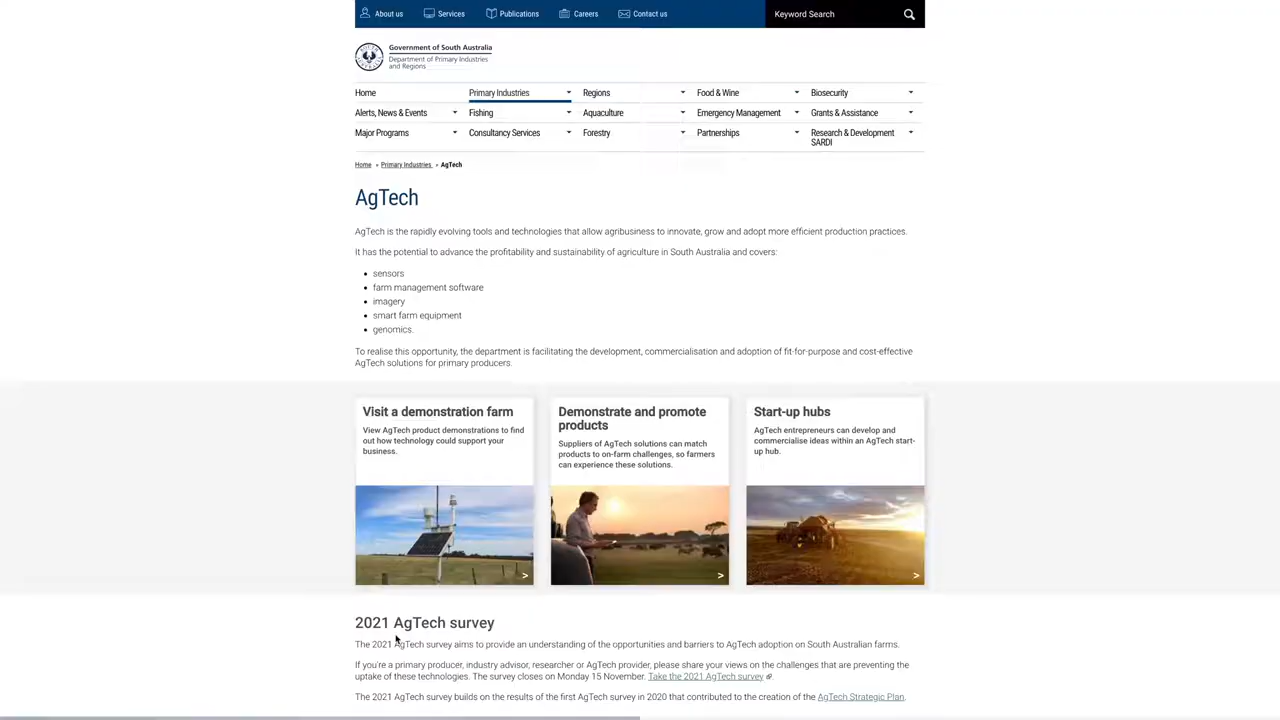 About us Services Publications Careers Contact us Keyword Search
Government of South Australia
Department of Primary Industries
and Regions
Home Primary Industries Regions Food & Wine Biosecurity
Alerts, News & Events Fishing Aquaculture Emergency Management Grants & Assistance
Major Programs Consultancy Services Forestry Partnerships Research & Development
SARDI
Home » Primary Industries » AgTech
AgTech
AgTech is the rapidly evolving tools and technologies that allow agribusiness to innovate, grow and adopt more efficient production practices.
It has the potential to advance the profitability and sustainability of agriculture in South Australia and covers:
• sensors
• farm management software
• imagery
• smart farm equipment
• genomics.
To realise this opportunity, the department is facilitating the development, commercialisation and adoption of fit-for-purpose and cost-effective
AgTech solutions for primary producers.
Visit a demonstration farm
View AgTech product demonstrations to find
out how technology could support your
business.
>
Demonstrate and promote
products
Suppliers of AgTech solutions can match
products to on-farm challenges, so farmers
can experience these solutions.
>
Start-up hubs
AgTech entrepreneurs can develop and
commercialise ideas within an AgTech start-
up hub.
>
2021 AgTech survey
The 2021 AgTech survey aims to provide an understanding of the opportunities and barriers to AgTech adoption on South Australian farms.
If you're a primary producer, industry advisor, researcher or AgTech provider, please share your views on the challenges that are preventing the
uptake of these technologies. The survey closes on Monday 15 November. Take the 2021 AgTech survey.
The 2021 AgTech survey builds on the results of the first AgTech survey in 2020 that contributed to the creation of the AgTech Strategic Plan.